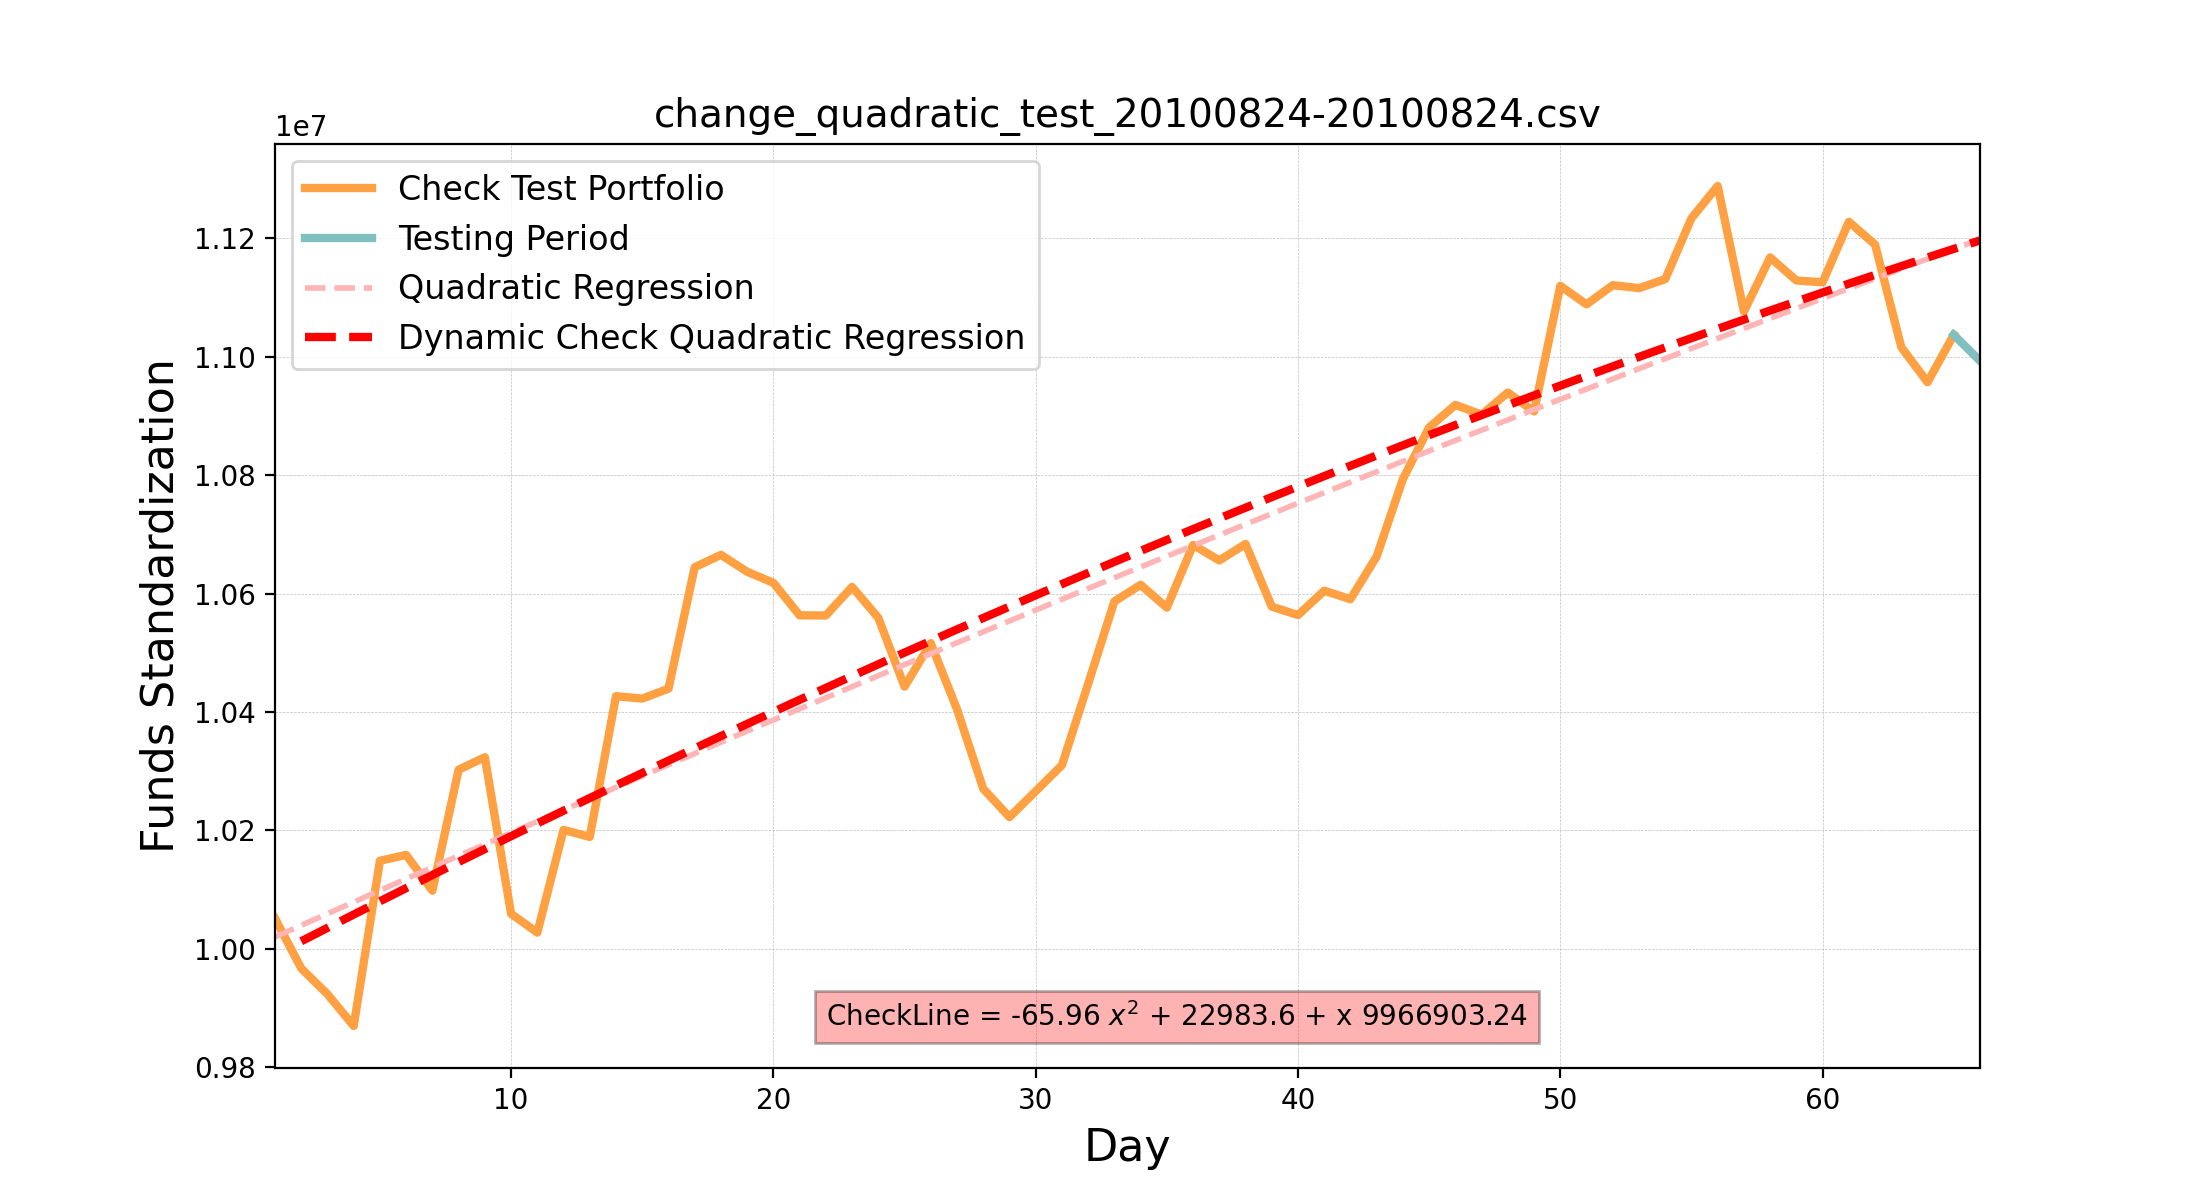 change_quadratic_test_20100824-20100824.csv
1e7
Check Test Portfolio
Testing Period
Quadratic Regression
Dynamic Check Quadratic Regression
Funds Standardization
1.12
1.10
1.08
1.06
1.04
1.02
1.00
0.98
CheckLine = -65.96 x² + 22983.6 + x 9966903.24
10 20 30 40 50 60
Day